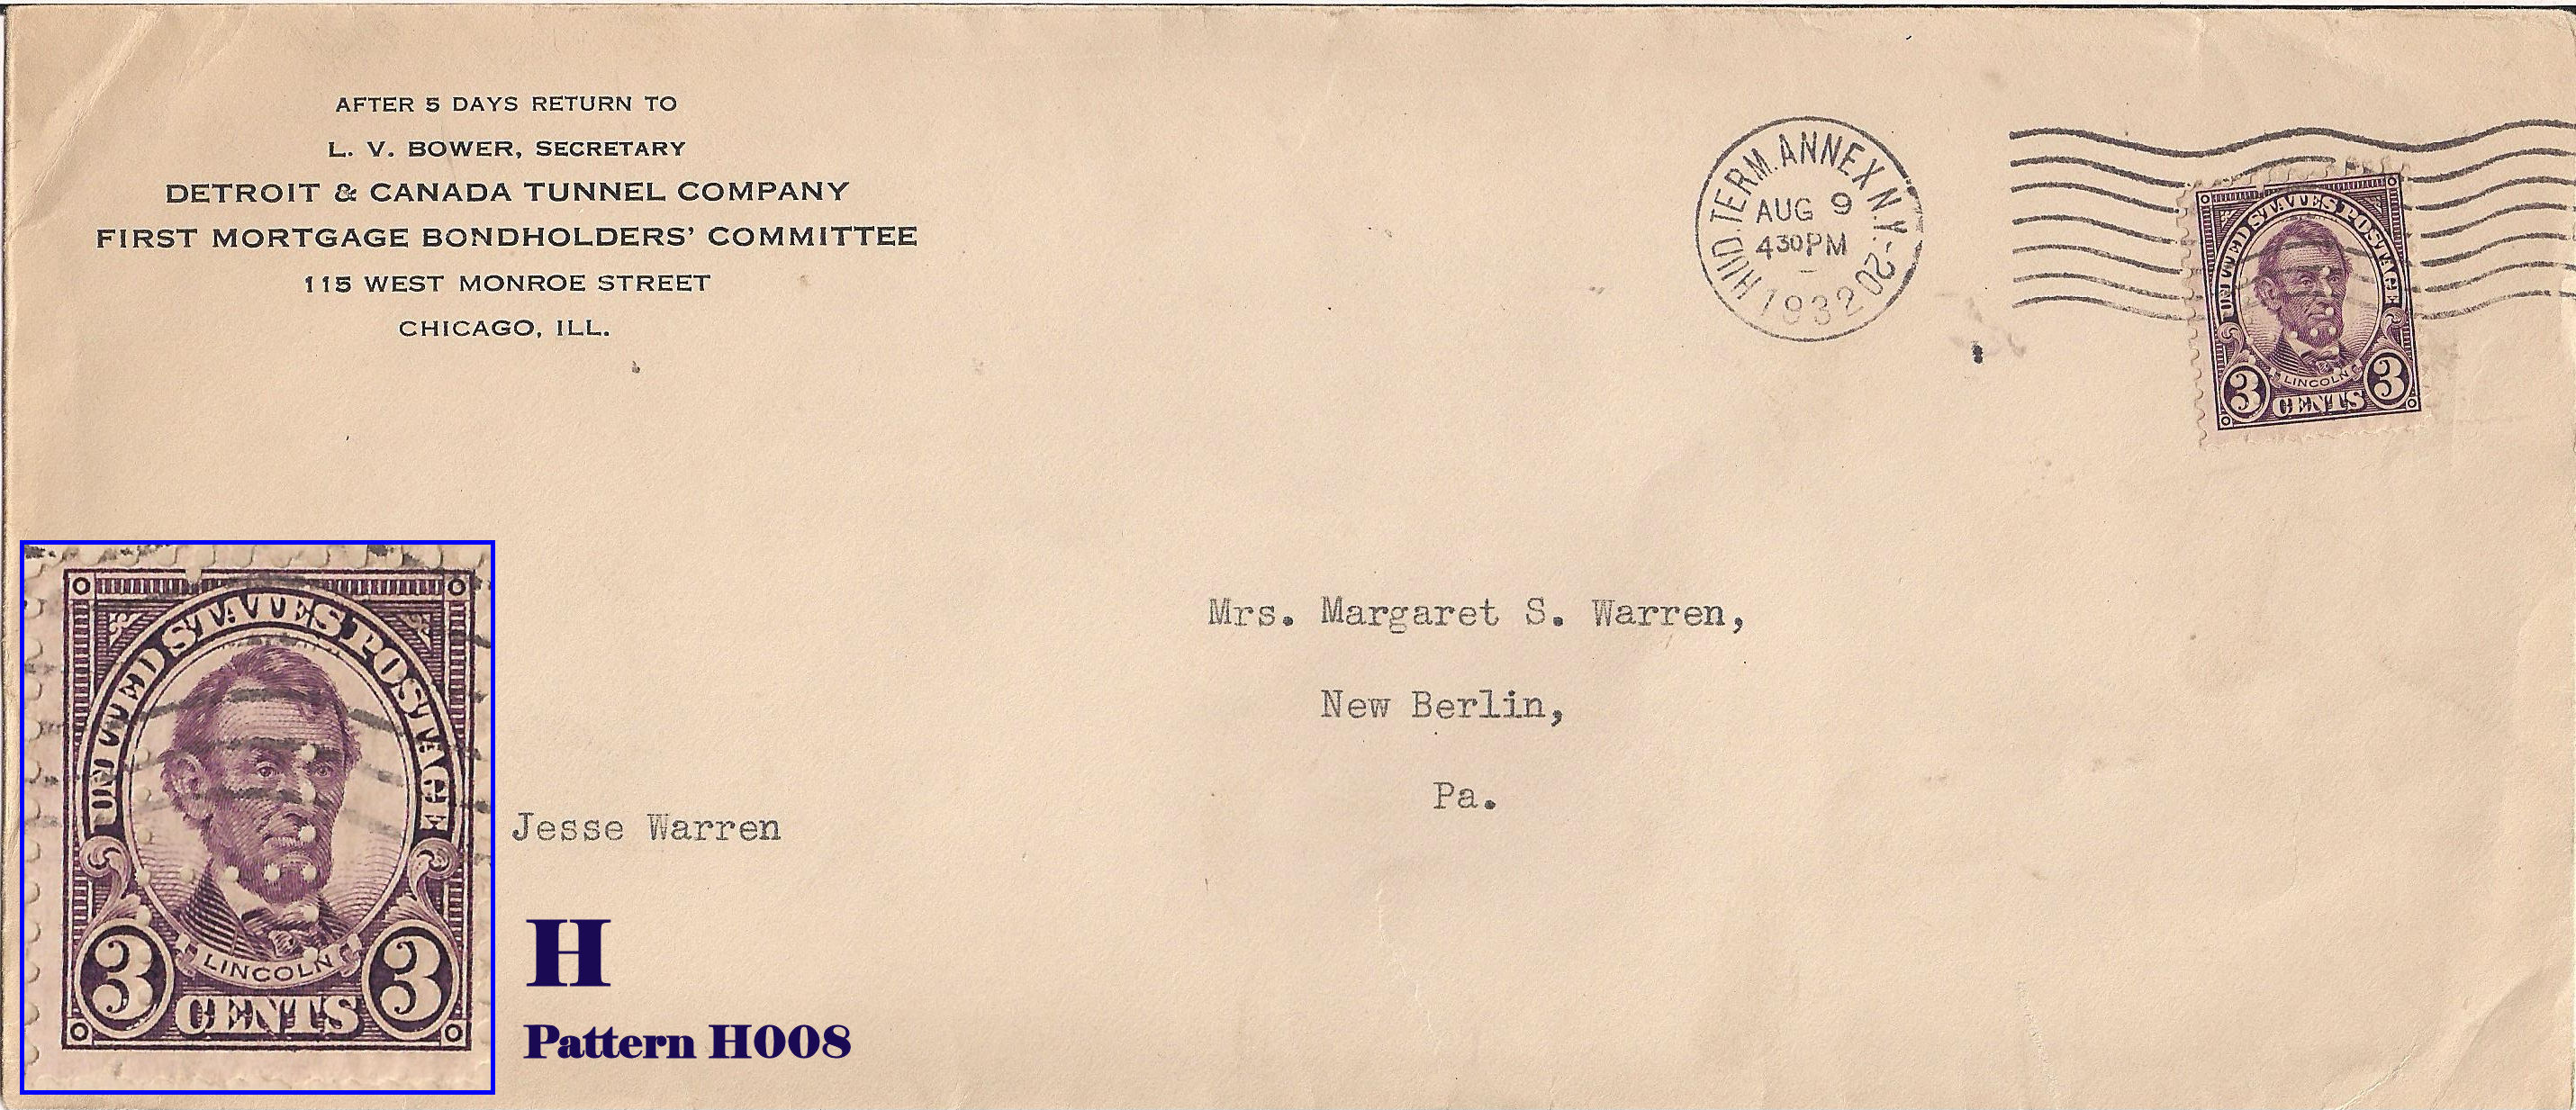 AFTER 5 DAYS RETURN TO
L. V. BOWER, SECRETARY
DETROIT & CANADA TUNNEL COMPANY
FIRST MORTGAGE BONDHOLDERS' COMMITTEE
115 WEST MONROE STREET
CHICAGO, ILL.
HUD. TERM. ANNEX N.Y. 20
AUG 9
430PM
1932
UNITED STATES POSTAGE
LINCOLN
3 CENTS 3
Mrs. Margaret S. Warren,
New Berlin,
Pa.
UNITED STATES POSTAGE
LINCOLN
3 CENTS 3
Jesse Warren
H
Pattern H008